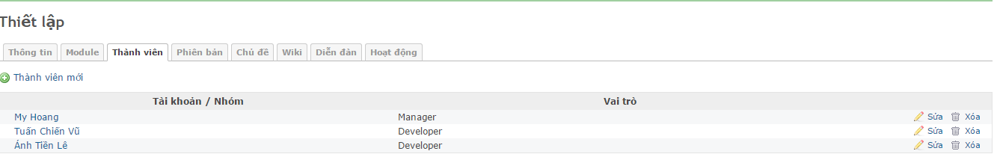 Thiết lập
Thông tin Module Thành viên Phiên bản Chủ đề Wiki Diễn đàn Hoạt động
Thành viên mới
Tài khoản / Nhóm Vai trò
My Hoang Manager Sửa Xóa
Tuấn Chiến Vũ Developer Sửa Xóa
Ánh Tiền Lê Developer Sửa Xóa